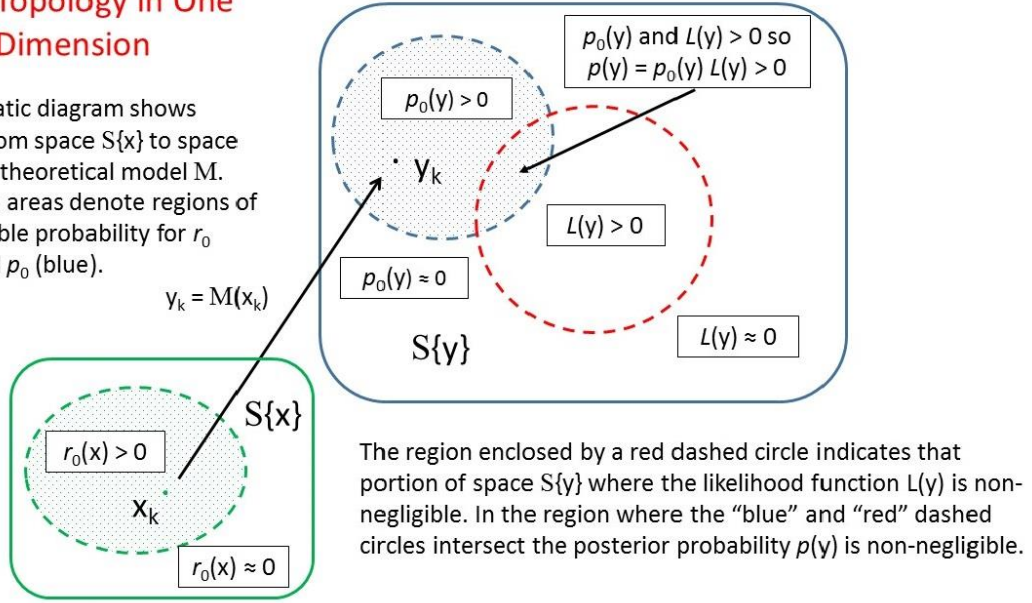 Topology in One
Dimension
atic diagram shows
om space S{x} to space
theoretical model M.
areas denote regions of
ble probability for r₀
p₀ (blue).
yₖ = M(xₖ)
p₀(y) > 0
yₖ
p₀(y) and L(y) > 0 so
p(y) = p₀(y) L(y) > 0
L(y) > 0
p₀(y) ≈ 0
S{y}
L(y) ≈ 0
S{x}
r₀(x) > 0
xₖ
r₀(x) ≈ 0
The region enclosed by a red dashed circle indicates that
portion of space S{y} where the likelihood function L(y) is non-
negligible. In the region where the “blue” and “red” dashed
circles intersect the posterior probability p(y) is non-negligible.